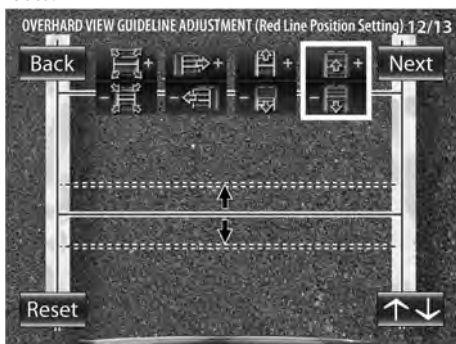 OVERHARD VIEW GUIDELINE ADJUSTMENT (Red Line Position Setting) 12/13
Back + + + + Next
- - - -
Reset ↑↓